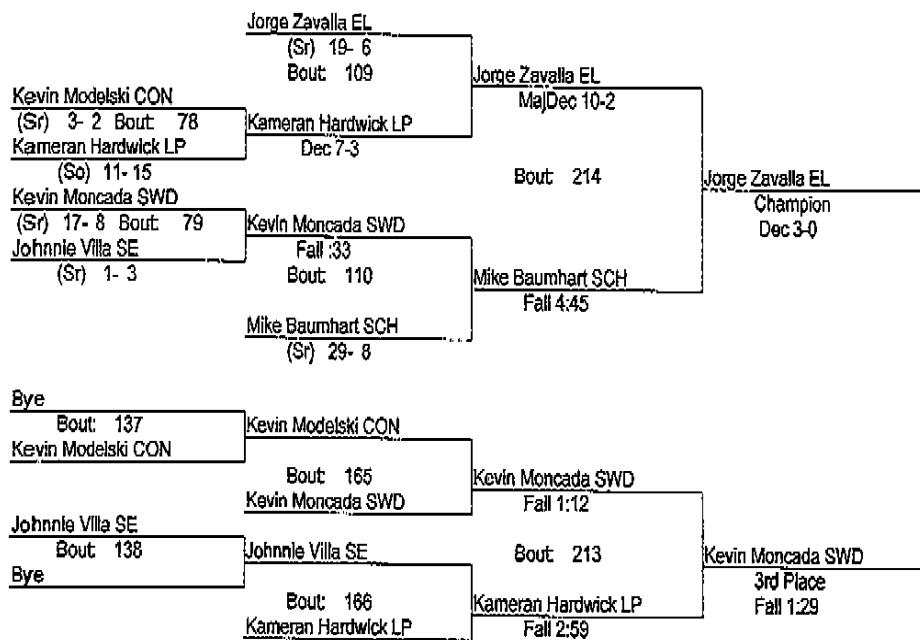 Jorge Zavalla EL
(Sr) 19- 6
Bout: 109
Jorge Zavalla EL
MajDec 10-2
Kevin Modelski CON
(Sr) 3- 2 Bout: 78
Kameran Hardwick LP
Kameran Hardwick LP
Dec 7-3
(So) 11- 15
Bout: 214
Jorge Zavalla EL
Champion
Dec 3-0
Kevin Moncada SWD
(Sr) 17- 8 Bout: 79
Kevin Moncada SWD
Johnnie Villa SE
Fall :33
(Sr) 1- 3
Bout: 110
Mike Baumhart SCH
Fall 4:45
Mike Baumhart SCH
(Sr) 29- 8
Bye
Bout: 137
Kevin Modelski CON
Kevin Modelski CON
Bout: 165
Kevin Moncada SWD
Kevin Moncada SWD
Fall 1:12
Johnnie Villa SE
Bout: 138
Johnnie Villa SE
Bout: 213
Kevin Moncada SWD
Bye
3rd Place
Bout: 166
Kameran Hardwick LP
Fall 1:29
Kameran Hardwick LP
Fall 2:59